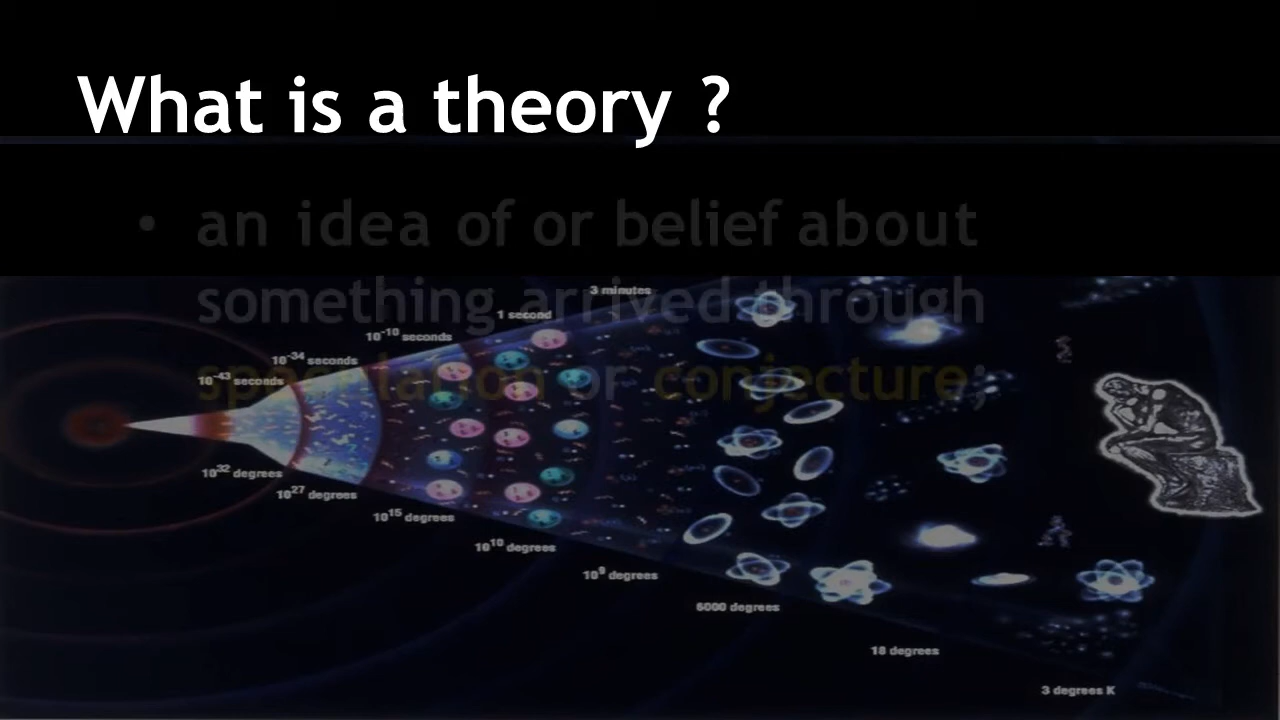 What is a theory ?
• an idea of or belief about
something arrived through
speculation or conjecture;
3 minutes
1 second
10⁻¹⁰ seconds
10⁻³⁴ seconds
10⁻⁴³ seconds
10³² degrees
10²⁷ degrees
10¹⁵ degrees
10¹⁰ degrees
10⁹ degrees
6000 degrees
18 degrees
3 degrees K